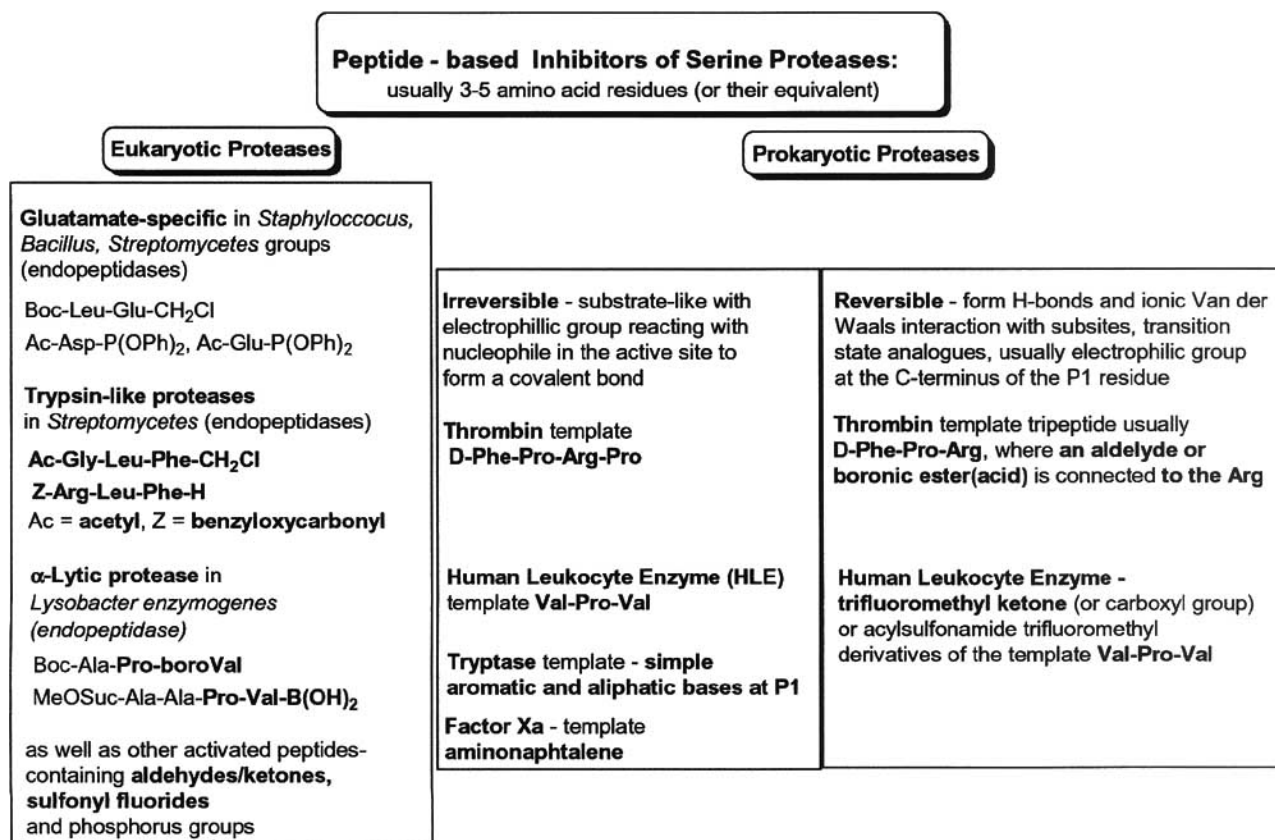 Peptide - based Inhibitors of Serine Proteases:
usually 3-5 amino acid residues (or their equivalent)
Eukaryotic Proteases
Prokaryotic Proteases
Gluatamate-specific in Staphyloccocus,
Bacillus, Streptomycetes groups
(endopeptidases)
Boc-Leu-Glu-CH₂Cl
Ac-Asp-P(OPh)₂, Ac-Glu-P(OPh)₂
Trypsin-like proteases
in Streptomycetes (endopeptidases)
Ac-Gly-Leu-Phe-CH₂Cl
Z-Arg-Leu-Phe-H
Ac = acetyl, Z = benzyloxycarbonyl
α-Lytic protease in
Lysobacter enzymogenes
(endopeptidase)
Boc-Ala-Pro-boroVal
MeOSuc-Ala-Ala-Pro-Val-B(OH)₂
as well as other activated peptides-
containing aldehydes/ketones,
sulfonyl fluorides
and phosphorus groups
Irreversible - substrate-like with
electrophillic group reacting with
nucleophile in the active site to
form a covalent bond
Thrombin template
D-Phe-Pro-Arg-Pro
Human Leukocyte Enzyme (HLE)
template Val-Pro-Val
Tryptase template - simple
aromatic and aliphatic bases at P1
Factor Xa - template
aminonaphtalene
Reversible - form H-bonds and ionic Van der
Waals interaction with subsites, transition
state analogues, usually electrophilic group
at the C-terminus of the P1 residue
Thrombin template tripeptide usually
D-Phe-Pro-Arg, where an aldelyde or
boronic ester(acid) is connected to the Arg
Human Leukocyte Enzyme -
trifluoromethyl ketone (or carboxyl group)
or acylsulfonamide trifluoromethyl
derivatives of the template Val-Pro-Val